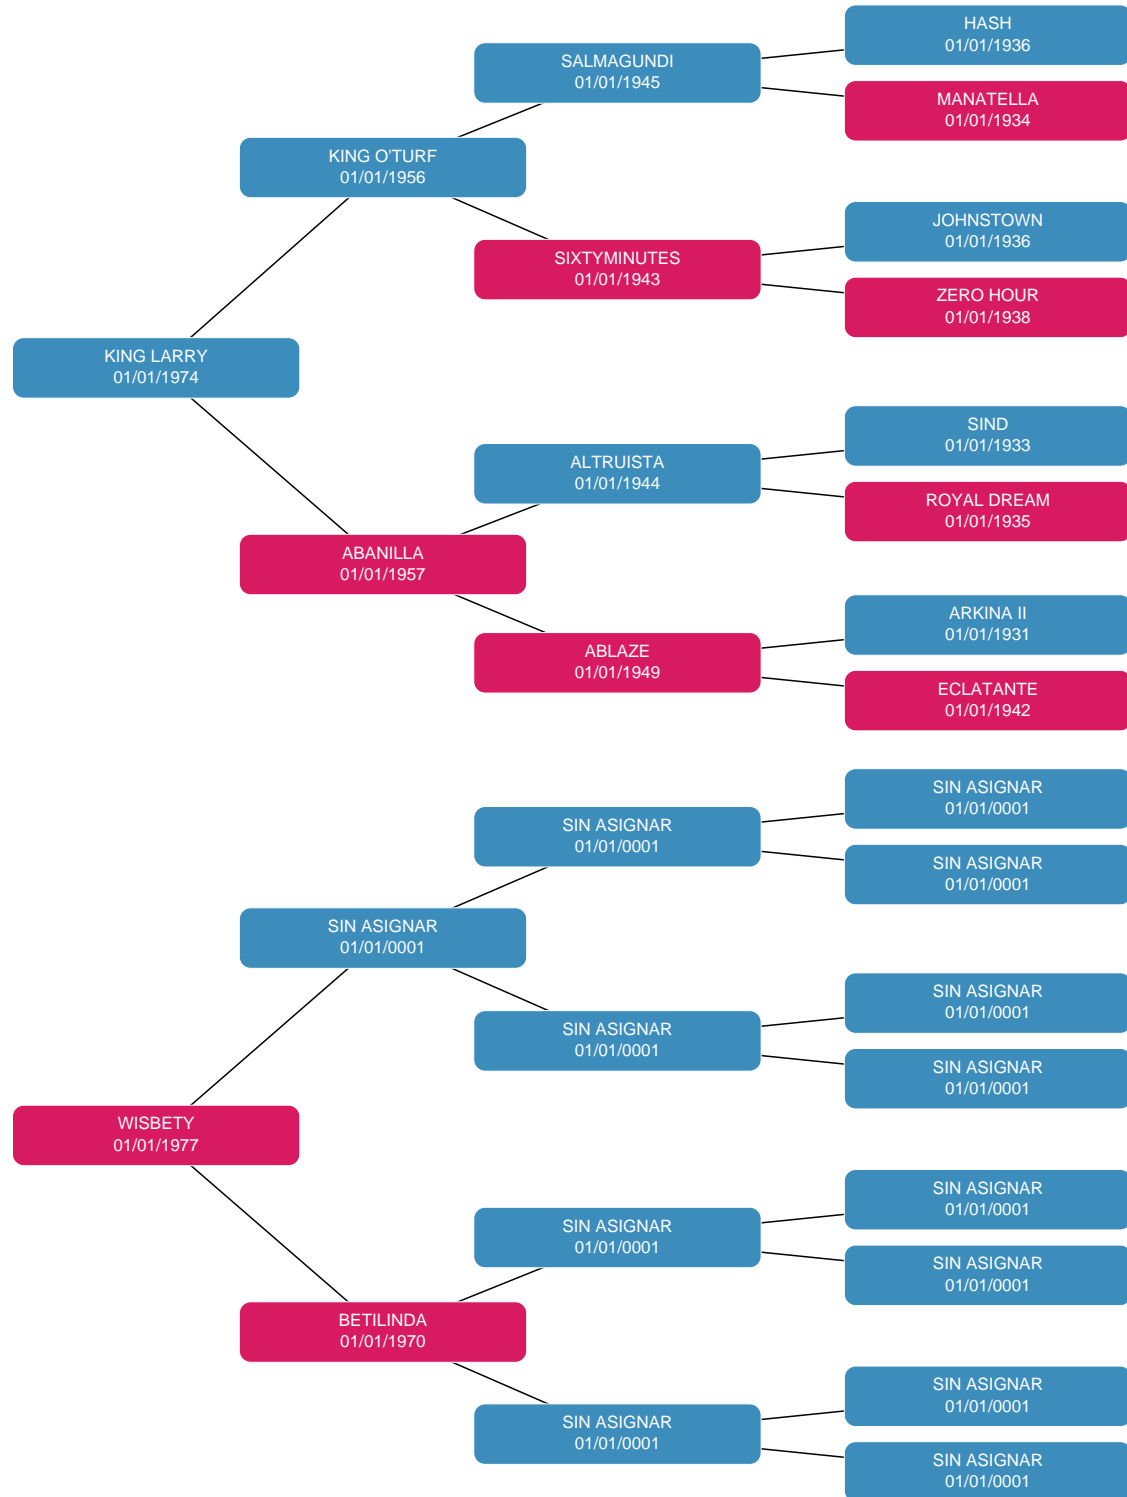 HASH
01/01/1936
SALMAGUNDI
01/01/1945
MANATELLA
01/01/1934
KING O'TURF
01/01/1956
JOHNSTOWN
01/01/1936
SIXTYMINUTES
01/01/1943
ZERO HOUR
01/01/1938
KING LARRY
01/01/1974
SIND
01/01/1933
ALTRUISTA
01/01/1944
ROYAL DREAM
01/01/1935
ABANILLA
01/01/1957
ARKINA II
01/01/1931
ABLAZE
01/01/1949
ECLATANTE
01/01/1942
SIN ASIGNAR
01/01/0001
SIN ASIGNAR
01/01/0001
SIN ASIGNAR
01/01/0001
SIN ASIGNAR
01/01/0001
SIN ASIGNAR
01/01/0001
SIN ASIGNAR
01/01/0001
SIN ASIGNAR
01/01/0001
WISBETY
01/01/1977
SIN ASIGNAR
01/01/0001
SIN ASIGNAR
01/01/0001
SIN ASIGNAR
01/01/0001
BETILINDA
01/01/1970
SIN ASIGNAR
01/01/0001
SIN ASIGNAR
01/01/0001
SIN ASIGNAR
01/01/0001